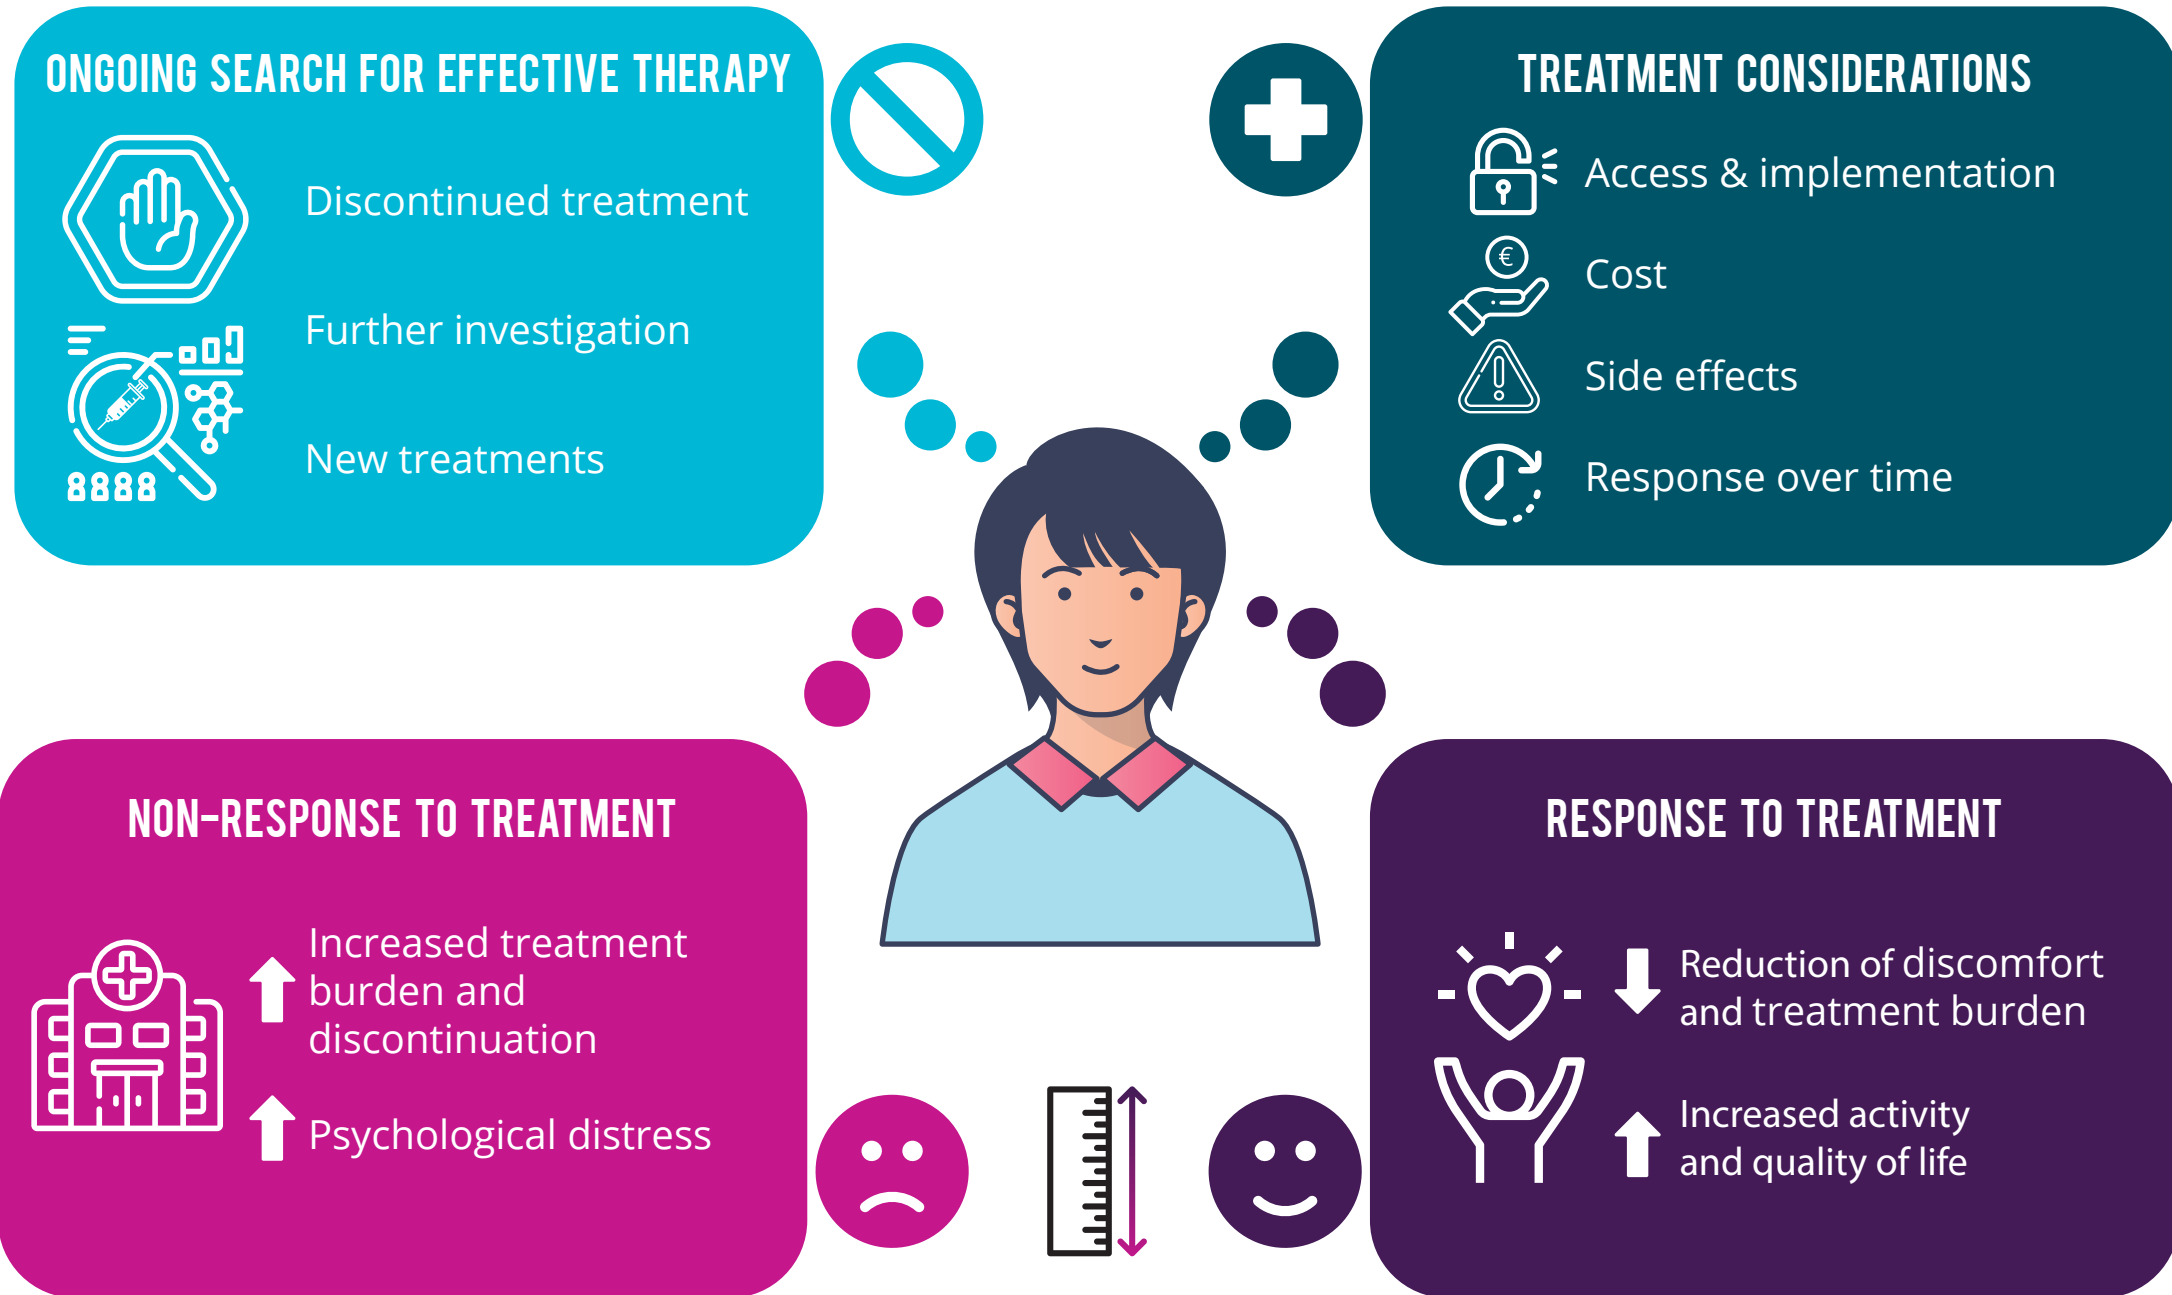 ONGOING SEARCH FOR EFFECTIVE THERAPY
Discontinued treatment
Further investigation
New treatments
TREATMENT CONSIDERATIONS
Access & implementation
€
Cost
Side effects
Response over time
NON-RESPONSE TO TREATMENT
Increased treatment
burden and
discontinuation
Psychological distress
RESPONSE TO TREATMENT
Reduction of discomfort
and treatment burden
Increased activity
and quality of life